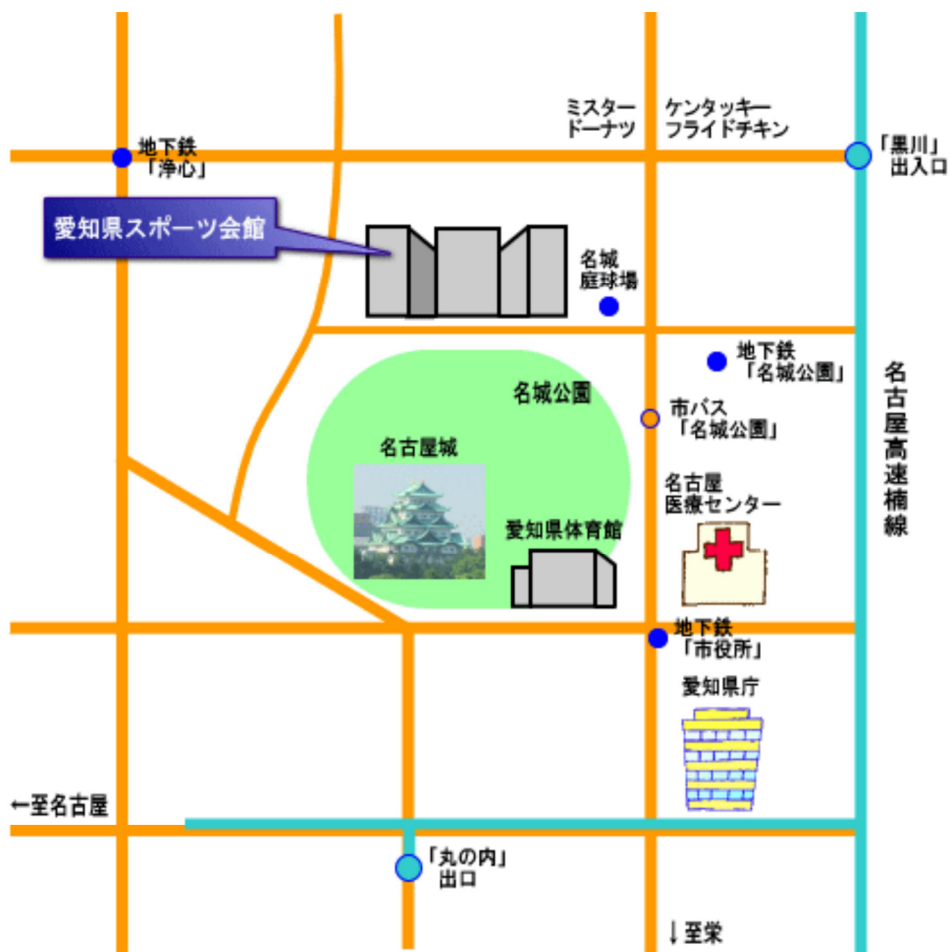 ミスター
ドーナツ
ケンタッキー
フライドチキン
地下鉄
「浄心」
「黒川」
出入口
愛知県スポーツ会館
名城
庭球場
地下鉄
「名城公園」
名古屋高速楠線
名城公園
市バス
「名城公園」
名古屋城
名古屋
医療センター
愛知県体育館
地下鉄
「市役所」
愛知県庁
←至名古屋
「丸の内」
出口
↓至栄